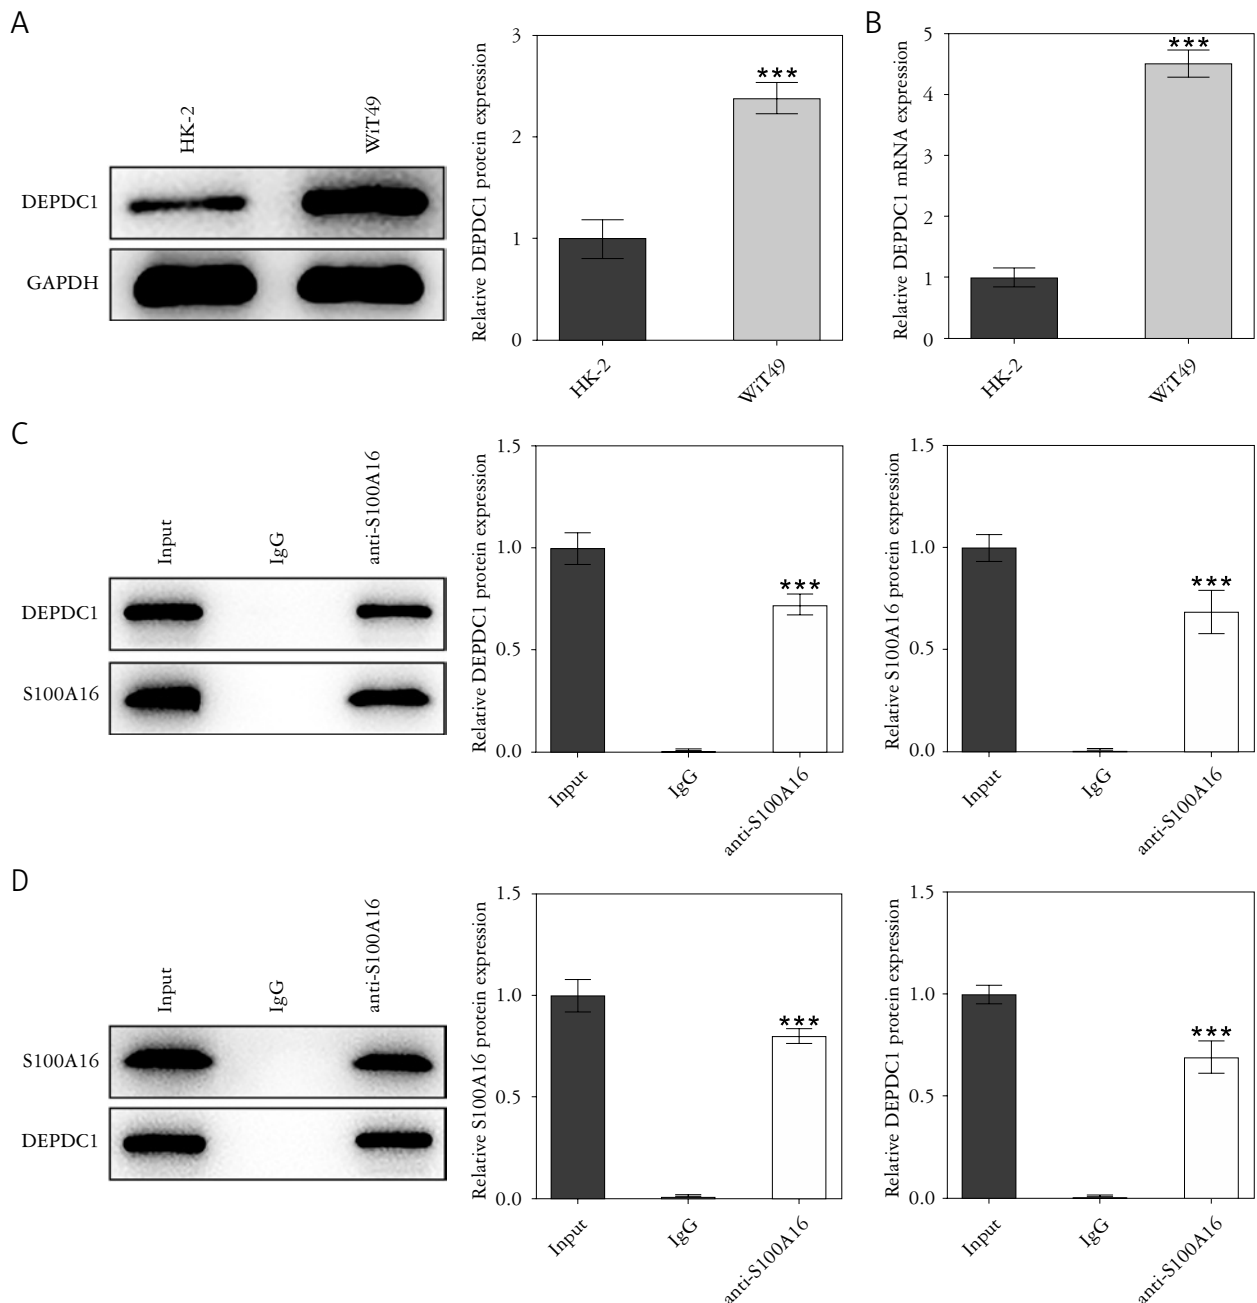 A
HK-2
WiT49
DEPDC1
GAPDH
Relative DEPDC1 protein expression
3
2
1
0
***
HK-2
WiT49
B
Relative DEPDC1 mRNA expression
5
4
3
2
1
0
***
HK-2
WiT49
C
Input
IgG
anti-S100A16
DEPDC1
S100A16
Relative DEPDC1 protein expression
1.5
1.0
0.5
0.0
***
Input
IgG
anti-S100A16
Relative S100A16 protein expression
1.5
1.0
0.5
0.0
***
Input
IgG
anti-S100A16
D
Input
IgG
anti-S100A16
S100A16
DEPDC1
Relative S100A16 protein expression
1.5
1.0
0.5
0.0
***
Input
IgG
anti-S100A16
Relative DEPDC1 protein expression
1.5
1.0
0.5
0.0
***
Input
IgG
anti-S100A16